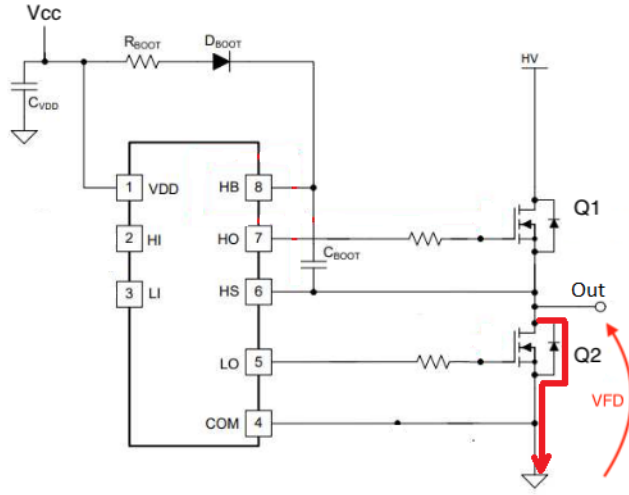 Vcc
RBOOT
DBOOT
HV
CVDD
1 VDD
HB 8
Q1
2 HI
HO 7
CBOOT
3 LI
HS 6
Out
LO 5
Q2
VFD
COM 4